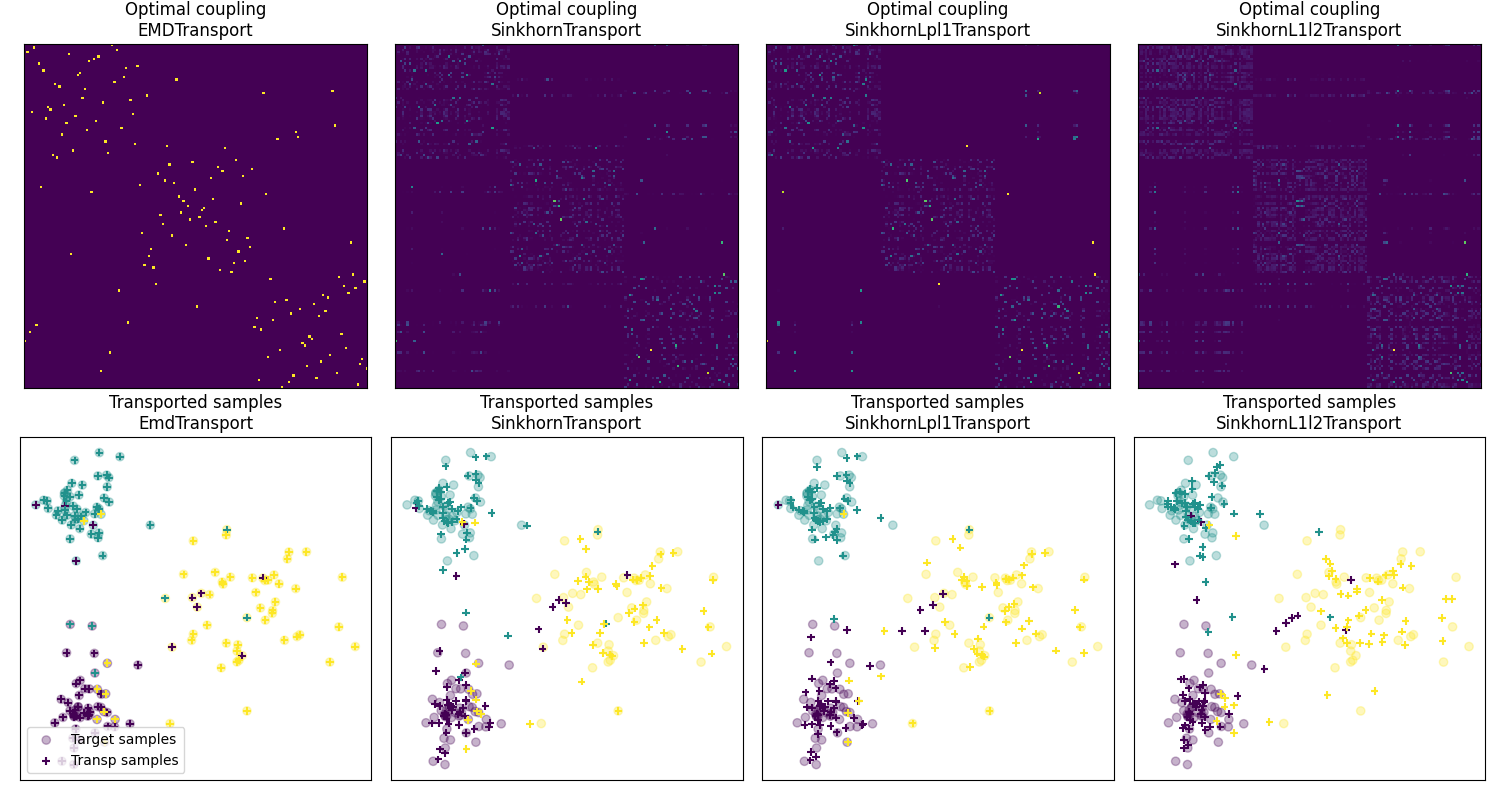 Optimal coupling
EMDTransport
Optimal coupling
SinkhornTransport
Optimal coupling
SinkhornLpl1Transport
Optimal coupling
SinkhornL1l2Transport
Transported samples
EmdTransport
Transported samples
SinkhornTransport
Transported samples
SinkhornLpl1Transport
Transported samples
SinkhornL1l2Transport
Target samples
Transp samples